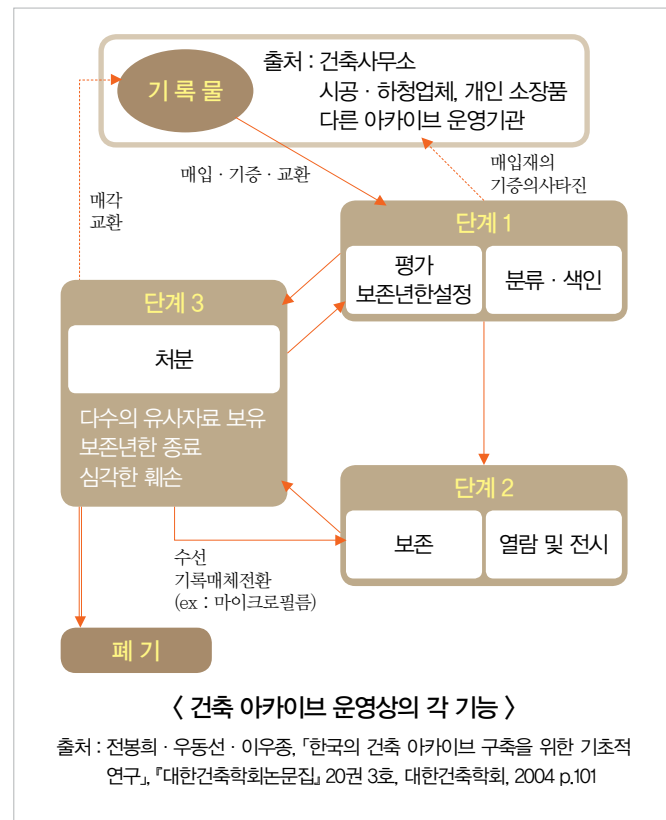 기록물
출처 : 건축사무소
시공 · 하청업체, 개인 소장품
다른 아카이브 운영기관
매입 · 기증 · 교환
매입재의
기증의사타진
매각
교환
단계 1
평가
보존년한설정
분류 · 색인
단계 3
처분
다수의 유사자료 보유
보존년한 종료
심각한 훼손
단계 2
보존
열람 및 전시
수선
기록매체전환
(ex : 마이크로필름)
폐 기
〈 건축 아카이브 운영상의 각 기능 〉
출처 : 전봉희 · 우동선 · 이우종, 「한국의 건축 아카이브 구축을 위한 기초적
연구」, 『대한건축학회논문집』 20권 3호, 대한건축학회, 2004 p.101